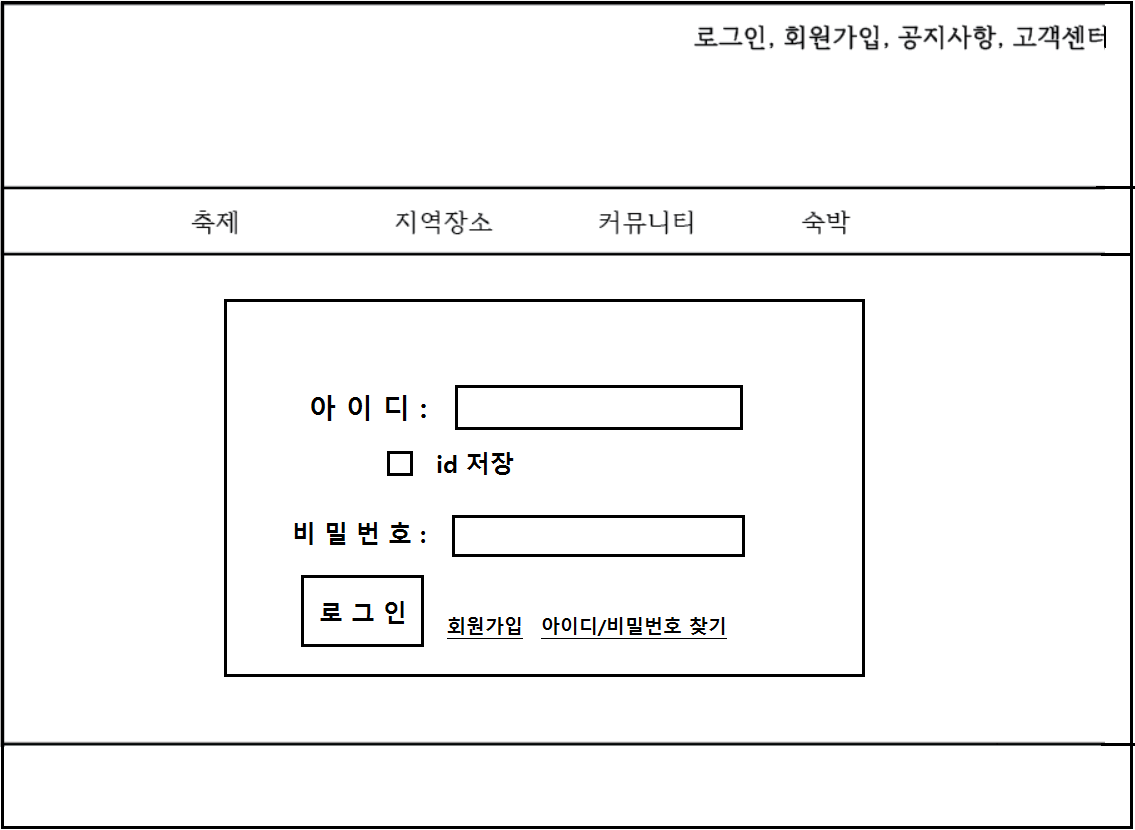 로그인, 회원가입, 공지사항, 고객센터
축제 지역장소 커뮤니티 숙박
아 이 디 :
id 저장
비 밀 번 호 :
로 그 인 회원가입 아이디/비밀번호 찾기